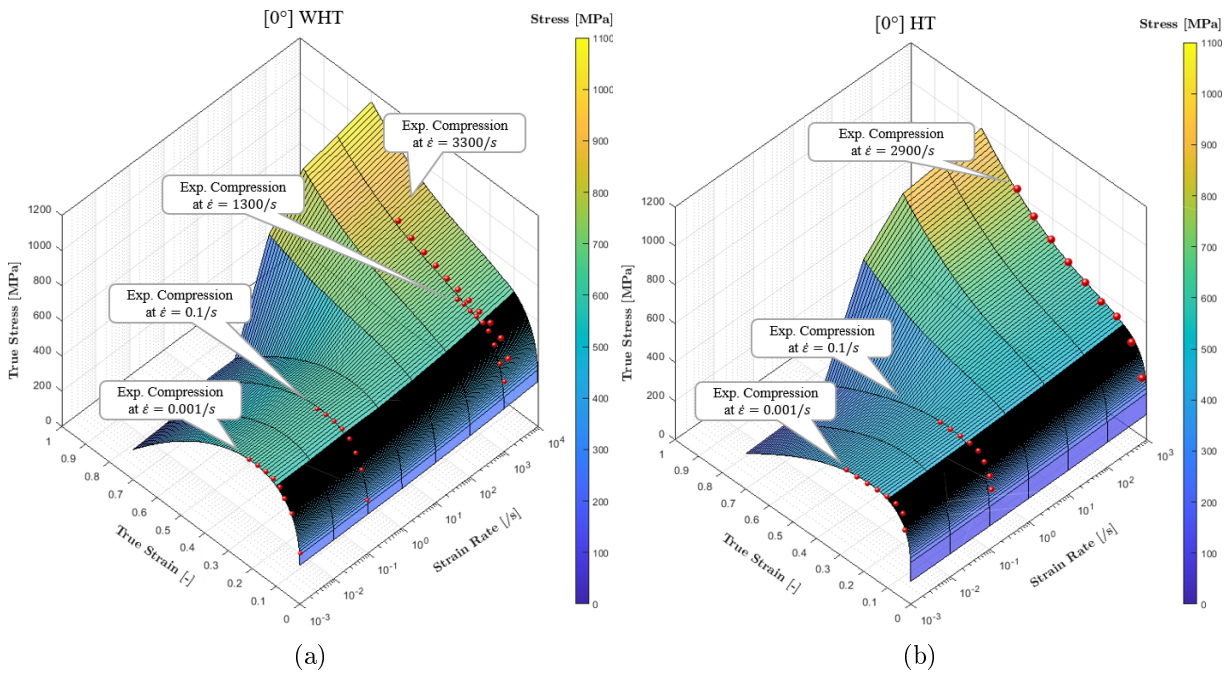 [0°] WHT
Stress [MPa]
1100
1000
900
800
700
600
500
400
300
200
100
0
Exp. Compression
at ε̇ = 3300/s
Exp. Compression
at ε̇ = 1300/s
Exp. Compression
at ε̇ = 0.1/s
Exp. Compression
at ε̇ = 0.001/s
True Stress [MPa]
1200
1000
800
600
400
200
0
True Strain [-]
1
0.9
0.8
0.7
0.6
0.5
0.4
0.3
0.2
0.1
0
Strain Rate [/s]
10⁻³
10⁻²
10⁻¹
10⁰
10¹
10²
10³
10⁴
(a)
[0°] HT
Stress [MPa]
1100
1000
900
800
700
600
500
400
300
200
100
0
Exp. Compression
at ε̇ = 2900/s
Exp. Compression
at ε̇ = 0.1/s
Exp. Compression
at ε̇ = 0.001/s
True Stress [MPa]
1200
1000
800
600
400
200
0
True Strain [-]
1
0.9
0.8
0.7
0.6
0.5
0.4
0.3
0.2
0.1
0
Strain Rate [/s]
10⁻³
10⁻²
10⁻¹
10⁰
10¹
10²
10³
(b)